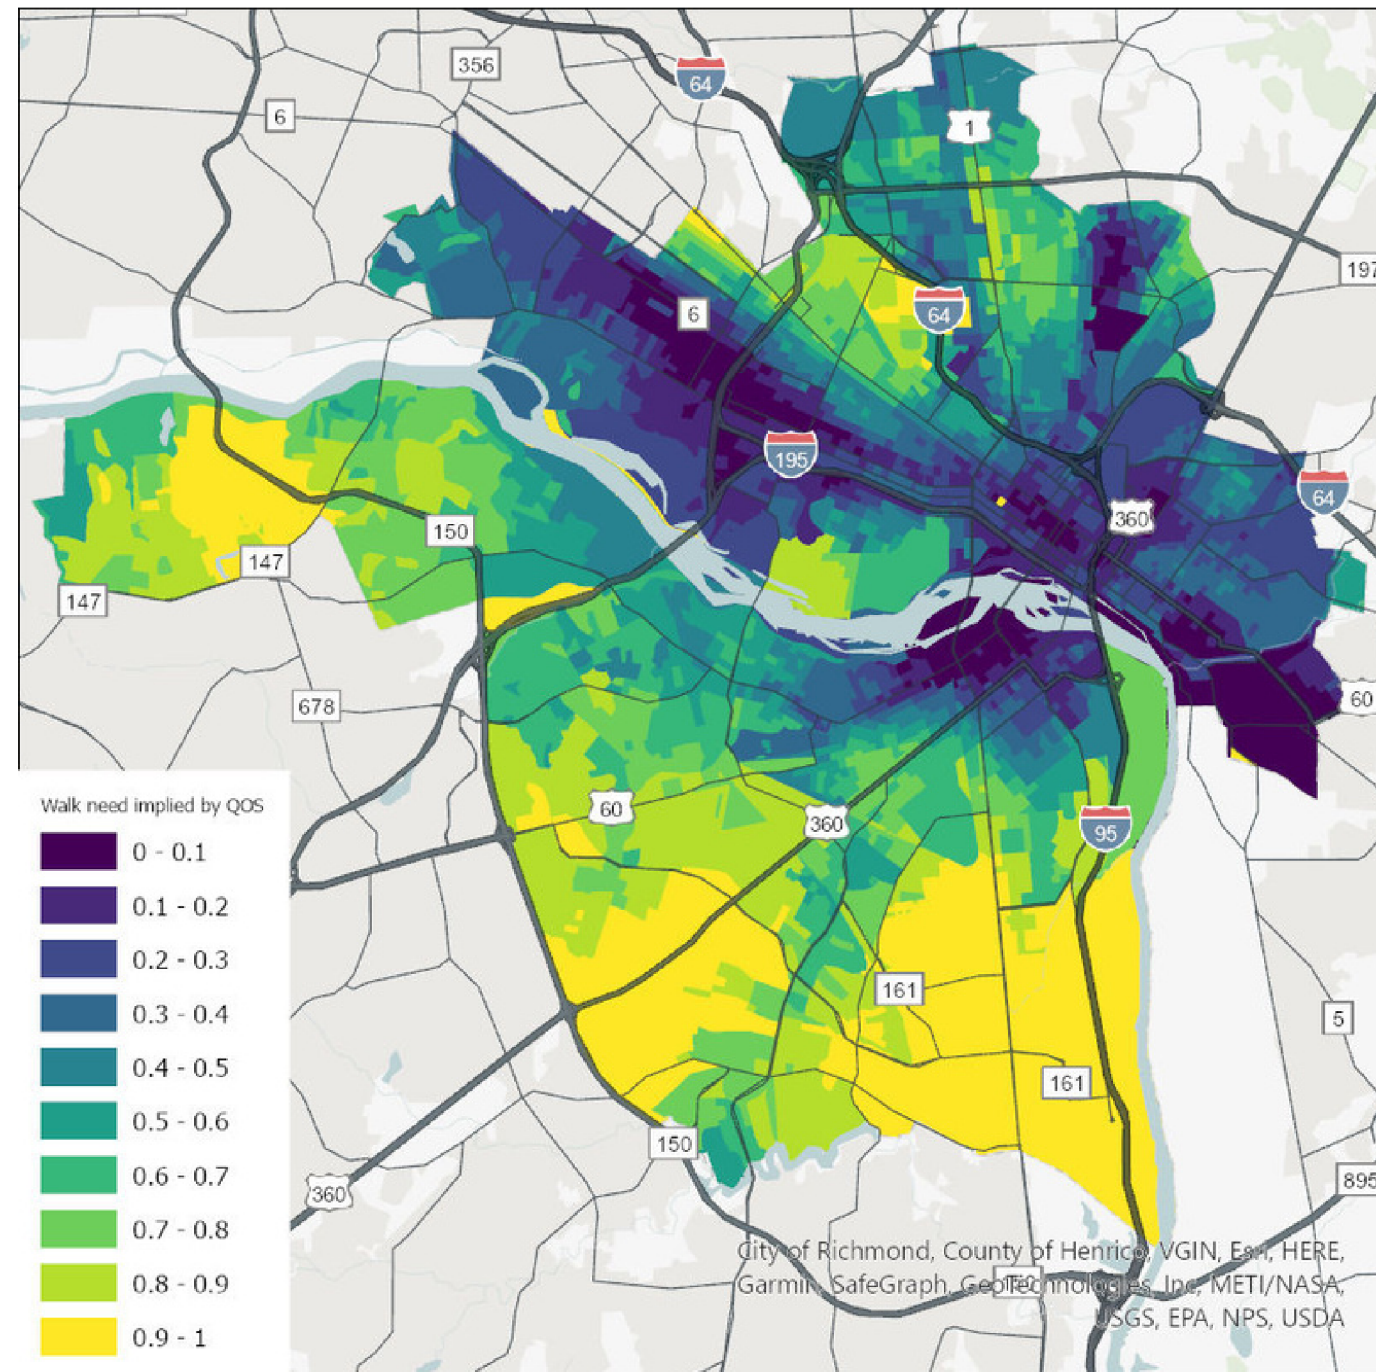 356
64
6
1
197
6
64
195
64
360
150
147
147
60
678
60
360
95
161
5
161
150
895
360
Walk need implied by QOS
0 - 0.1
0.1 - 0.2
0.2 - 0.3
0.3 - 0.4
0.4 - 0.5
0.5 - 0.6
0.6 - 0.7
0.7 - 0.8
0.8 - 0.9
0.9 - 1
City of Richmond, County of Henrico, VGIN, Esri, HERE,
Garmin, SafeGraph, GeoTechnologies, Inc, METI/NASA,
USGS, EPA, NPS, USDA